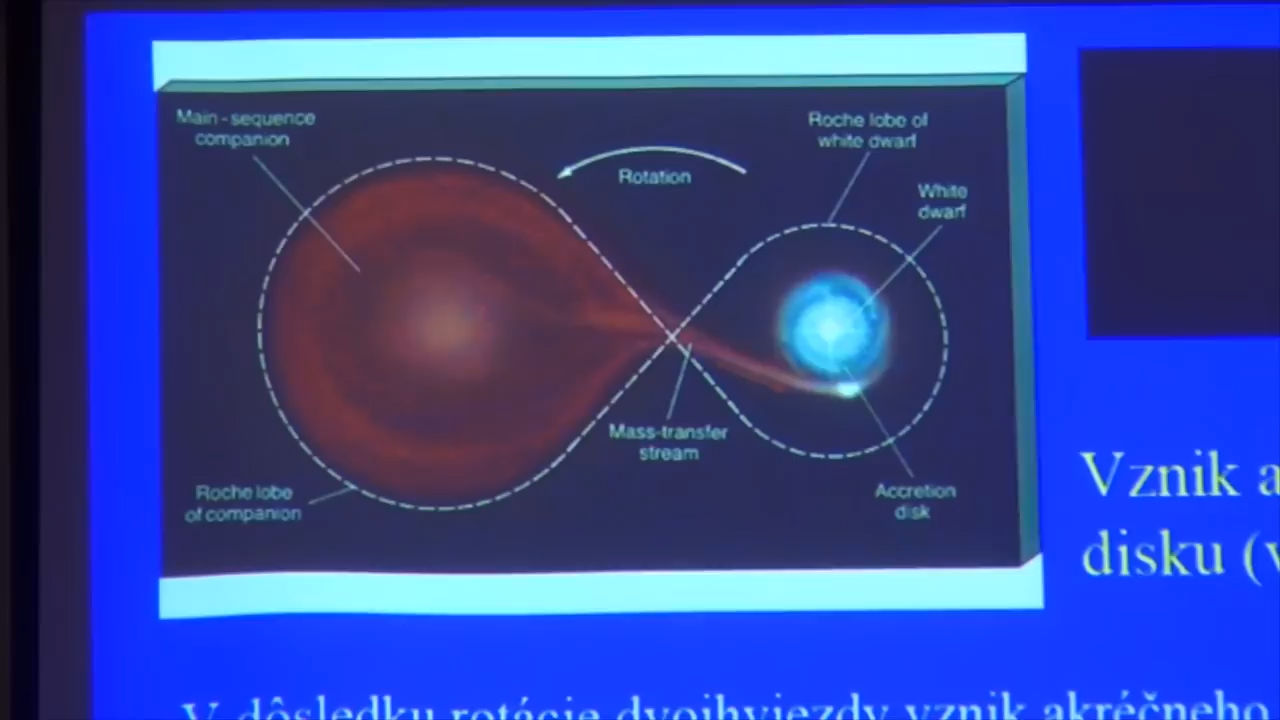 Main-sequence
companion
Roche lobe of
white dwarf
Rotation
White
dwarf
Mass-transfer
stream
Roche lobe
of companion
Accretion
disk
Vznik a
disku (v
V dôsledku rotácie dvojhviezdy vznik akréčneho